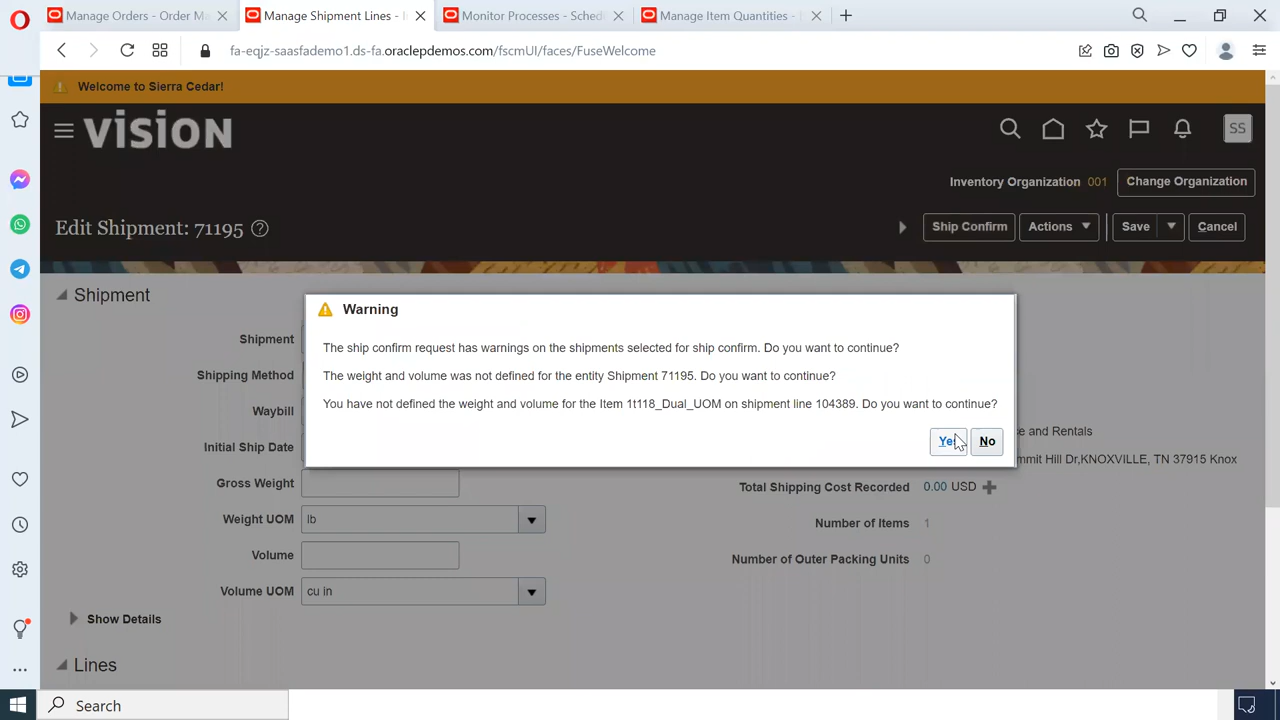 Manage Orders - Order M
Manage Shipment Lines - I
Monitor Processes - Sched
Manage Item Quantities -
fa-eqjz-saasfademo1.ds-fa.oraclepdemos.com/fscmUI/faces/FuseWelcome
Welcome to Sierra Cedar!
VISION
SS
Inventory Organization 001 Change Organization
Edit Shipment: 71195 ?
Ship Confirm Actions Save Cancel
Shipment
Warning
The ship confirm request has warnings on the shipments selected for ship confirm. Do you want to continue?
The weight and volume was not defined for the entity Shipment 71195. Do you want to continue?
You have not defined the weight and volume for the Item 1t118_Dual_UOM on shipment line 104389. Do you want to continue?
Yes No
Shipment
Shipping Method
Waybill
Initial Ship Date
Gross Weight
Weight UOM lb
Volume
Volume UOM cu in
Show Details
se and Rentals
mmit Hill Dr,KNOXVILLE, TN 37915 Knox
Total Shipping Cost Recorded 0.00 USD
Number of Items 1
Number of Outer Packing Units 0
Lines
Search